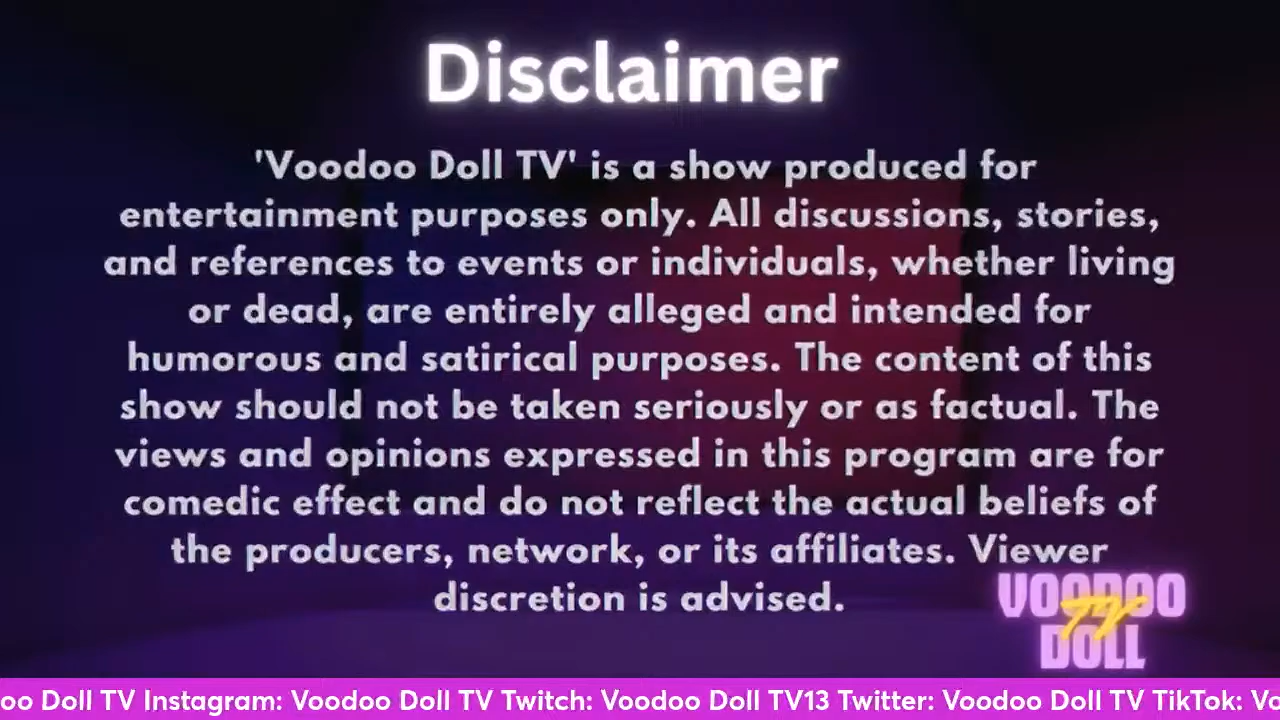 Disclaimer
'Voodoo Doll TV' is a show produced for
entertainment purposes only. All discussions, stories,
and references to events or individuals, whether living
or dead, are entirely alleged and intended for
humorous and satirical purposes. The content of this
show should not be taken seriously or as factual. The
views and opinions expressed in this program are for
comedic effect and do not reflect the actual beliefs of
the producers, network, or its affiliates. Viewer
discretion is advised.
VOODOO
TV
DOLL
oo Doll TV Instagram: Voodoo Doll TV Twitch: Voodoo Doll TV13 Twitter: Voodoo Doll TV TikTok: Vo